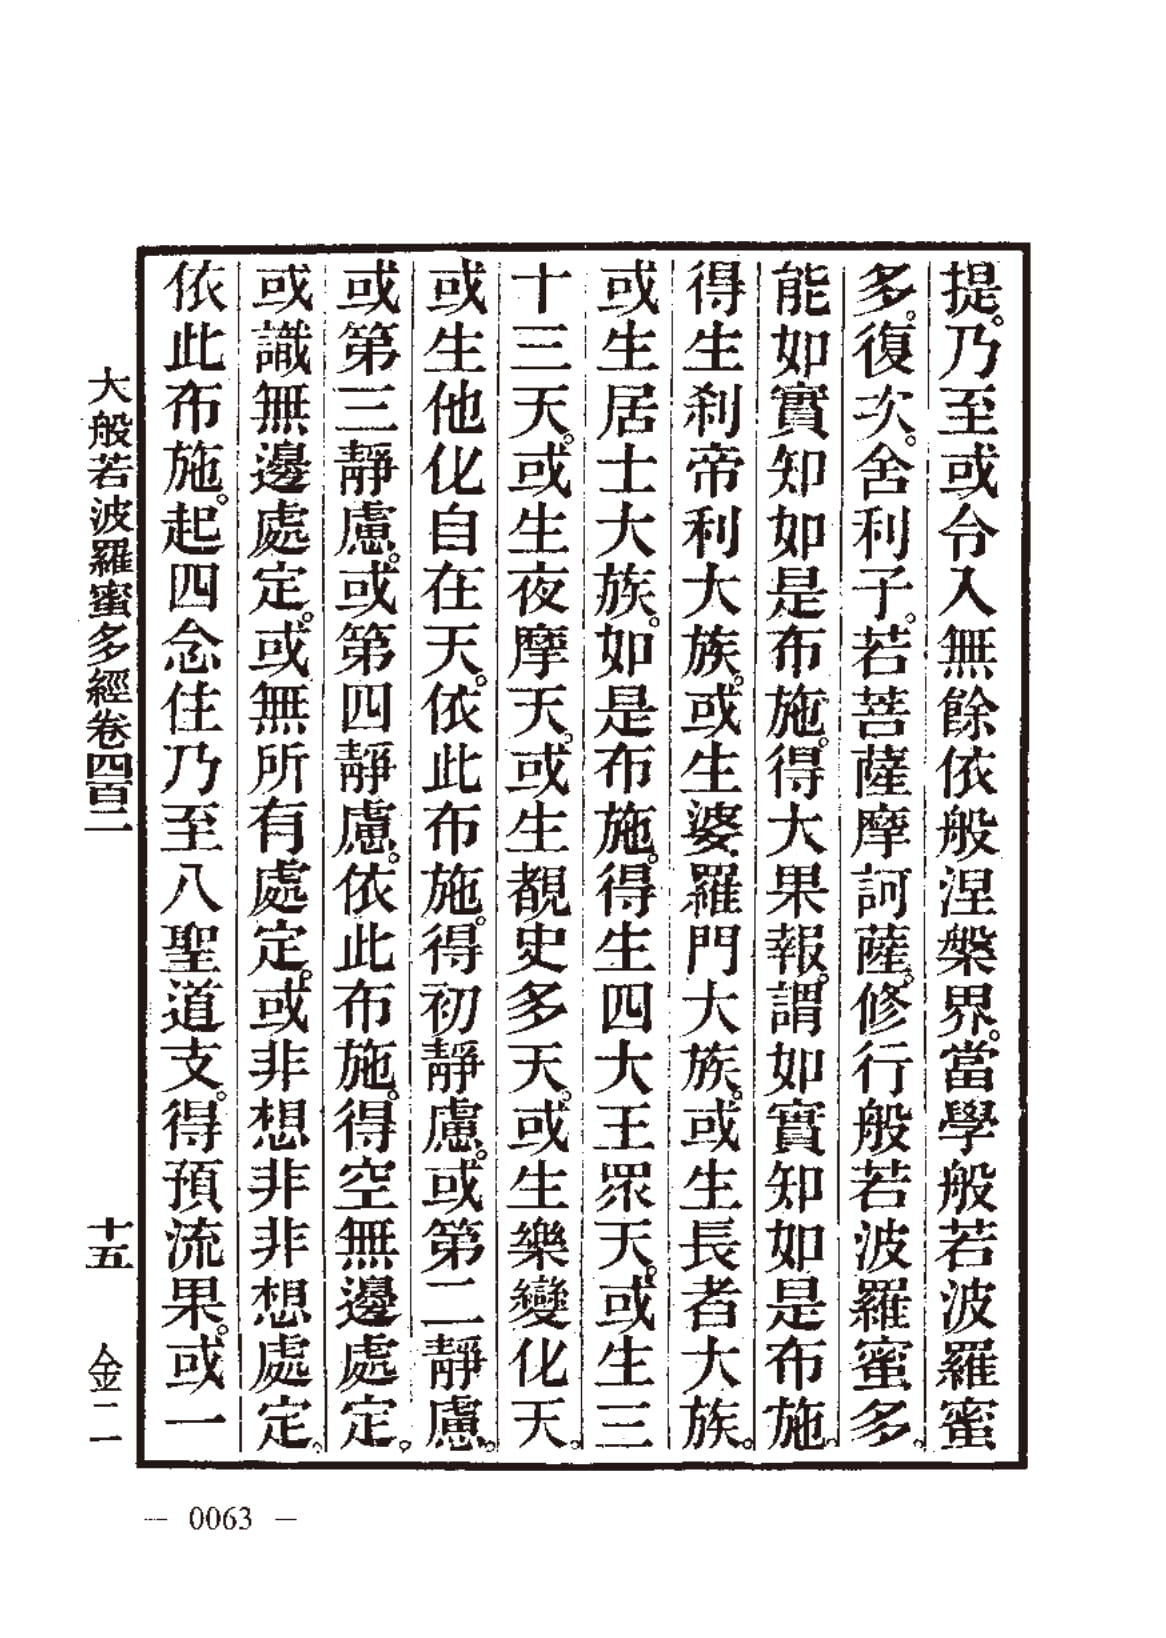 提。乃至或令入無餘依般涅槃界。當學般若波羅蜜
多。復次。舍利子。若菩薩摩訶薩。修行般若波羅蜜多。
能如實知如是布施。得大果報。謂如實知如是布施。
得生剎帝利大族。或生婆羅門大族。或生長者大族。
或生居士大族。如是布施。得生四大王眾天。或生三
十三天。或生夜摩天。或生覩史多天。或生樂變化天。
或生他化自在天。依此布施。得初靜慮。或第二靜慮。
或第三靜慮。或第四靜慮。依此布施。得空無邊處定。
或識無邊處定。或無所有處定。或非想非非想處定。
依此布施。起四念住乃至八聖道支。得預流果。或一
大般若波羅蜜多經卷四百二 十五 金二
— 0063 —